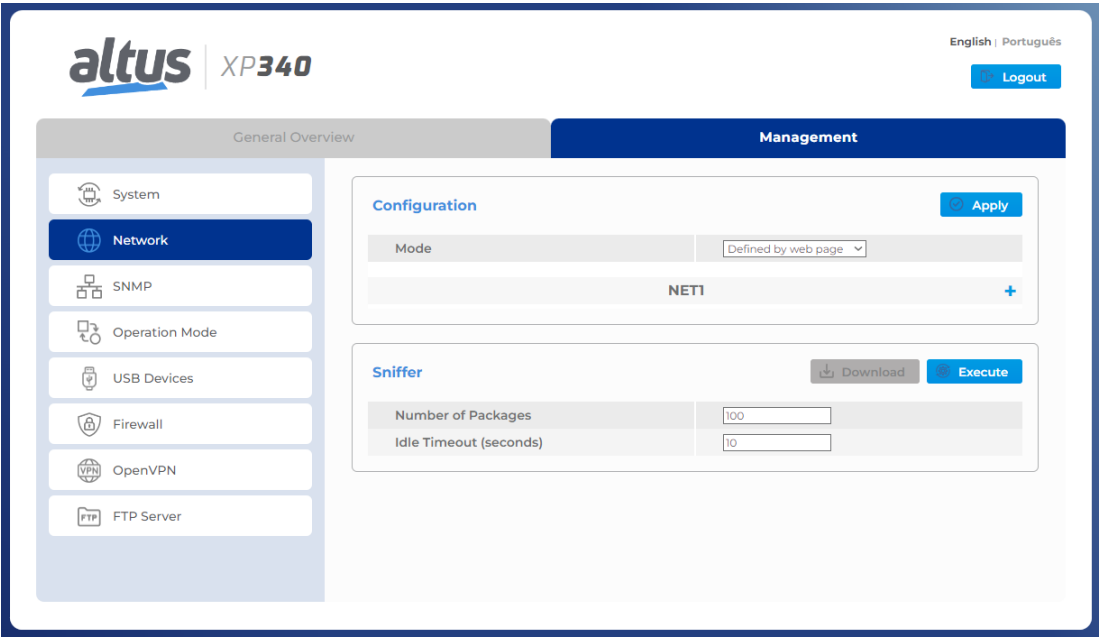 English | Português
altus | XP340
Logout
General Overview
Management
System
Network
SNMP
Operation Mode
USB Devices
Firewall
VPN OpenVPN
FTP FTP Server
Configuration
Apply
Mode
Defined by web page
NET1 +
Sniffer
Download
Execute
Number of Packages
100
Idle Timeout (seconds)
10